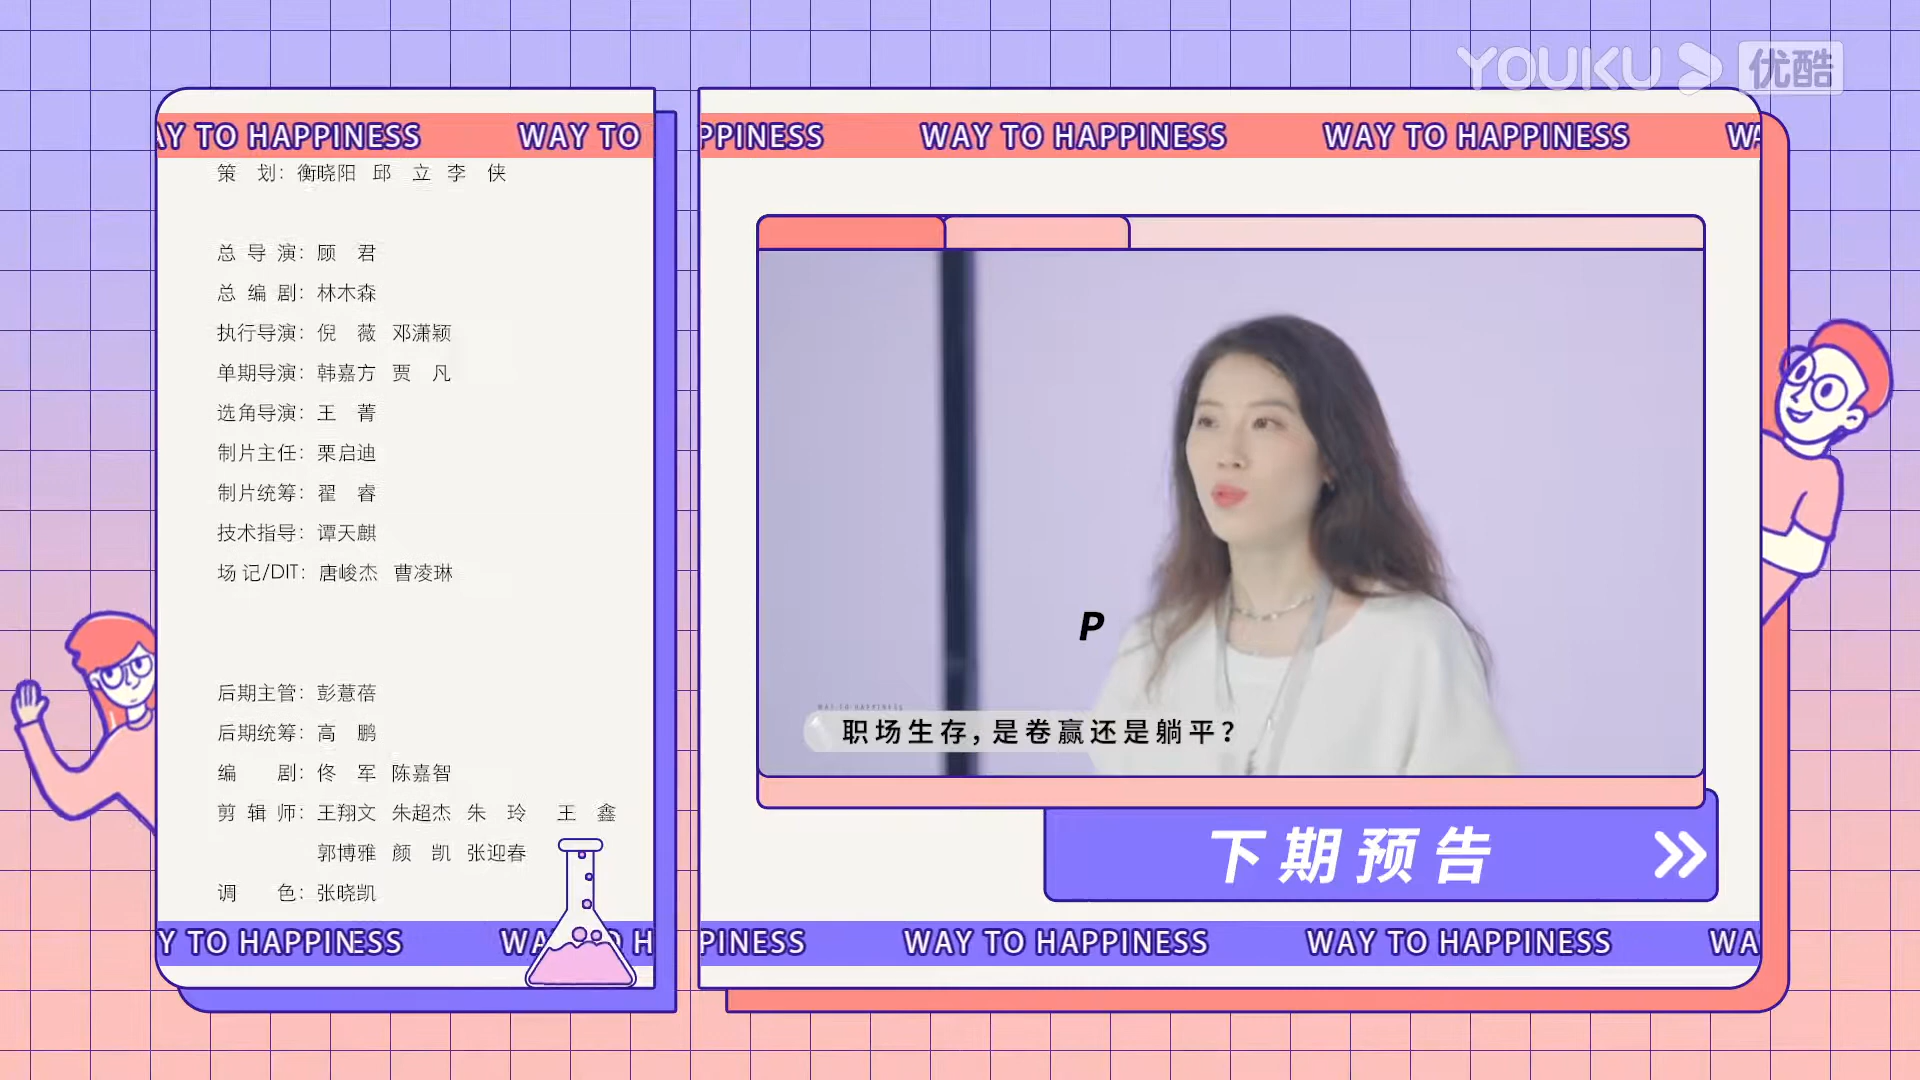 YOUKU 优酷
AY TO HAPPINESS WAY TO
PPINESS WAY TO HAPPINESS WAY TO HAPPINESS WA
策 划：衡晓阳 邱 立 李 侠
总 导 演：顾 君
总 编 剧：林木森
执行导演：倪 薇 邓潇颖
单期导演：韩嘉方 贾 凡
选角导演：王 菁
制片主任：栗启迪
制片统筹：翟 睿
技术指导：谭天麒
场 记/DIT：唐峻杰 曹凌琳
后期主管：彭薏蓓
后期统筹：高 鹏
编 剧：佟 军 陈嘉智
剪 辑 师：王翔文 朱超杰 朱 玲 王 鑫
郭博雅 颜 凯 张迎春
调 色：张晓凯
P
WAY TO HAPPINESS
职场生存，是卷赢还是躺平？
下期预告
Y TO HAPPINESS WA O H
PINESS WAY TO HAPPINESS WAY TO HAPPINESS WA